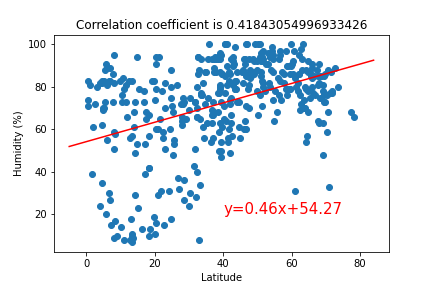 Correlation coefficient is 0.41843054996933426
100
80
60
40
20
Humidity (%)
y=0.46x+54.27
0 20 40 60 80
Latitude